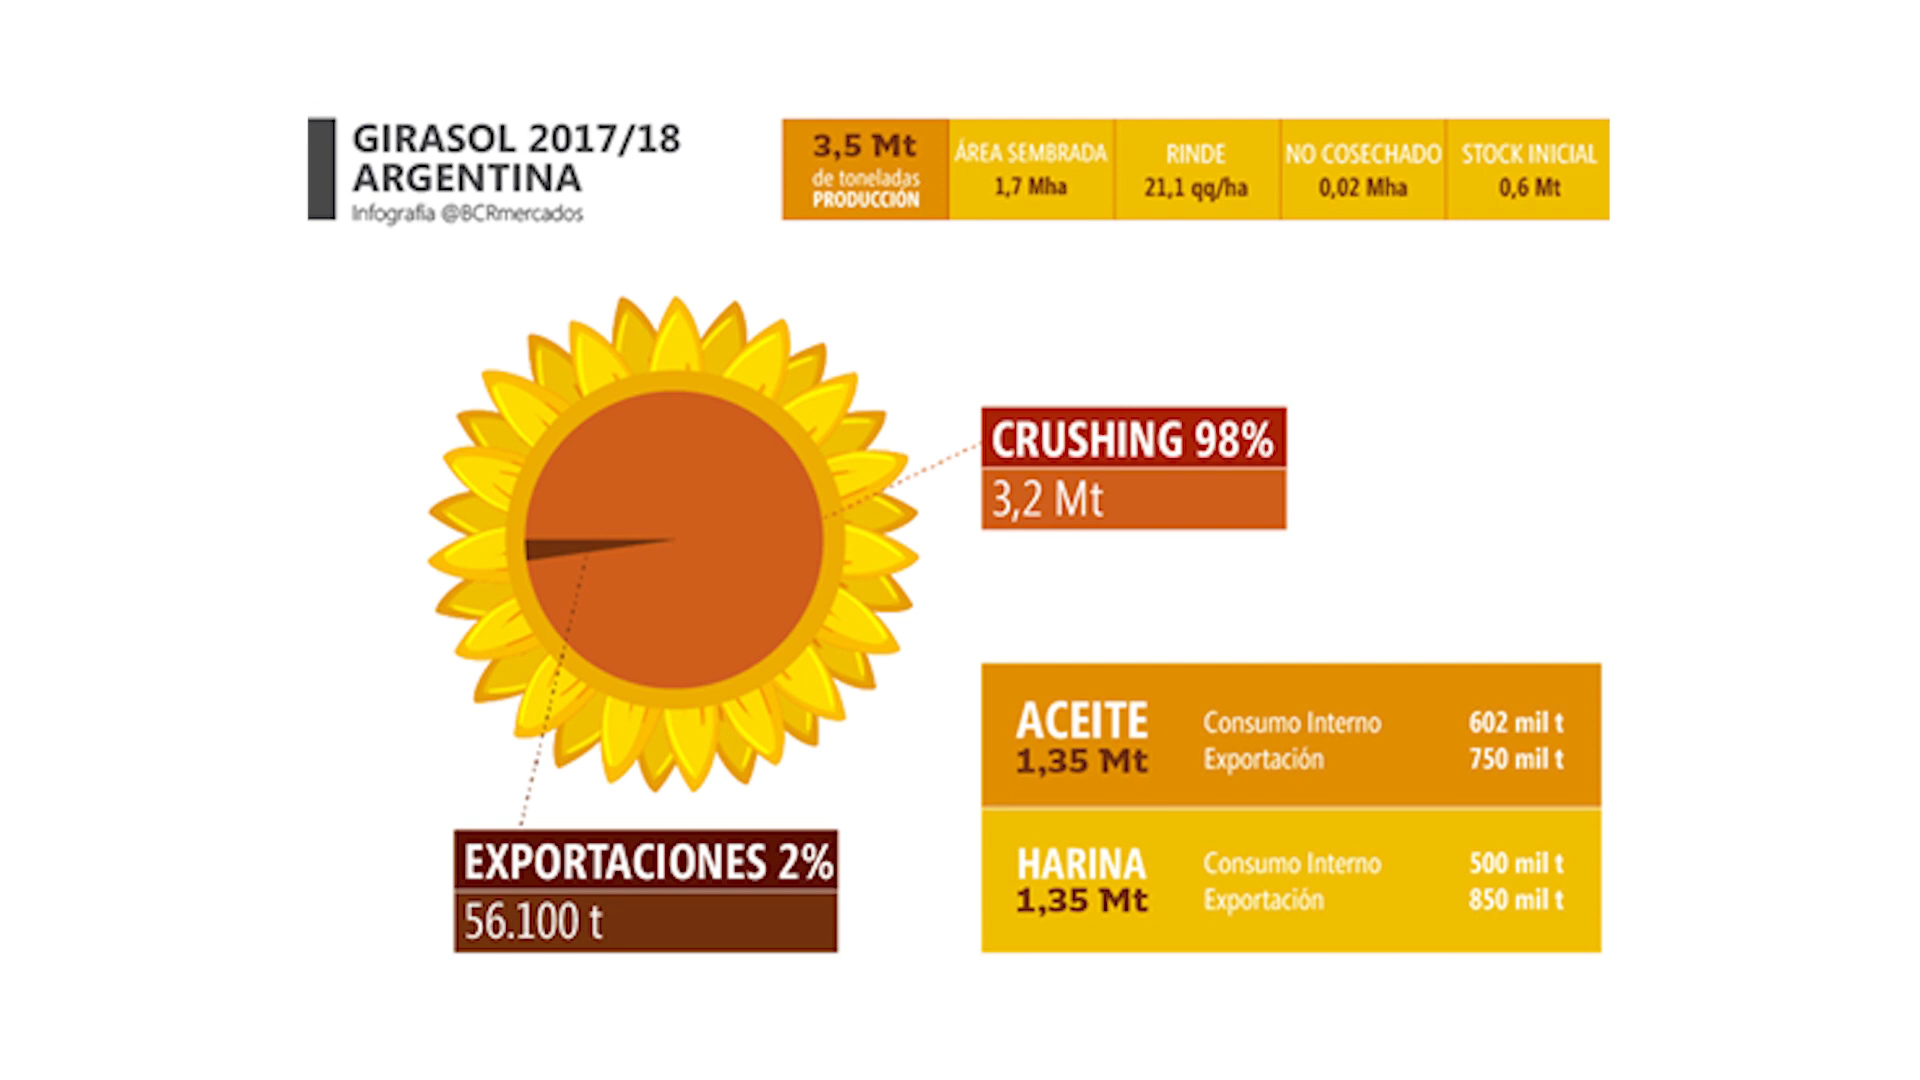 GIRASOL 2017/18
ARGENTINA
Infografía @BCRmercados
3,5 Mt
de toneladas
PRODUCCIÓN
ÁREA SEMBRADA
1,7 Mha
RINDE
21,1 qq/ha
NO COSECHADO
0,02 Mha
STOCK INICIAL
0,6 Mt
CRUSHING 98%
3,2 Mt
EXPORTACIONES 2%
56.100 t
ACEITE
1,35 Mt
Consumo Interno 602 mil t
Exportación 750 mil t
HARINA
1,35 Mt
Consumo Interno 500 mil t
Exportación 850 mil t